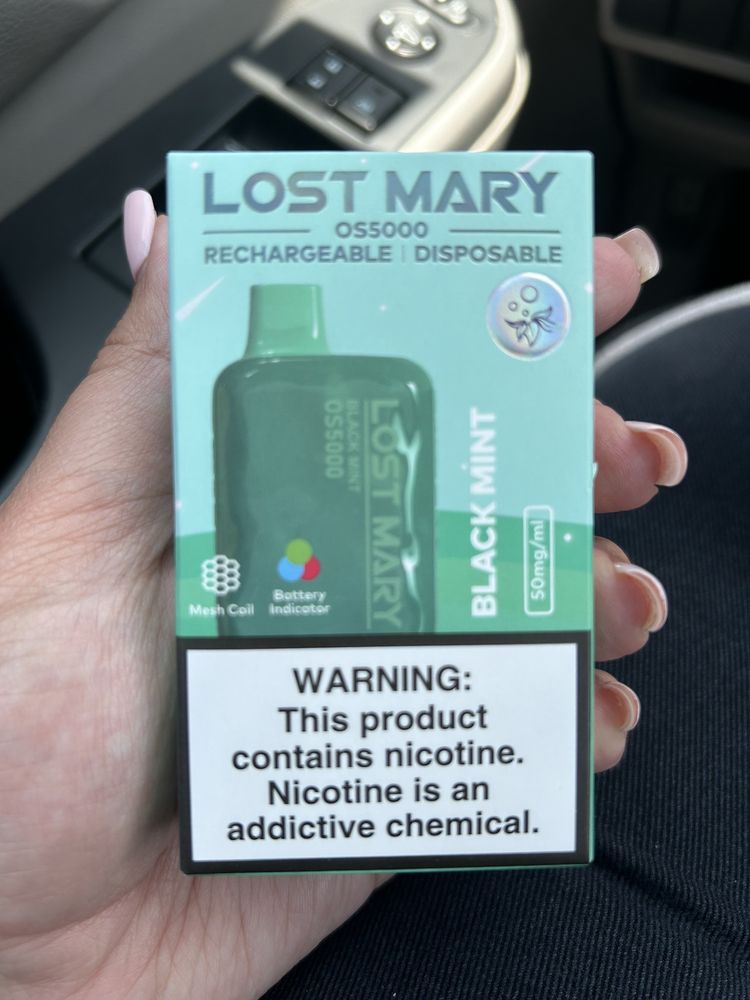 LOST MARY
OS5000
RECHARGEABLE | DISPOSABLE
LOST MARY
BLACK MINT
OS5000
BLACK MINT
50mg/ml
Mesh Coil
Battery
Indicator
WARNING:
This product
contains nicotine.
Nicotine is an
addictive chemical.